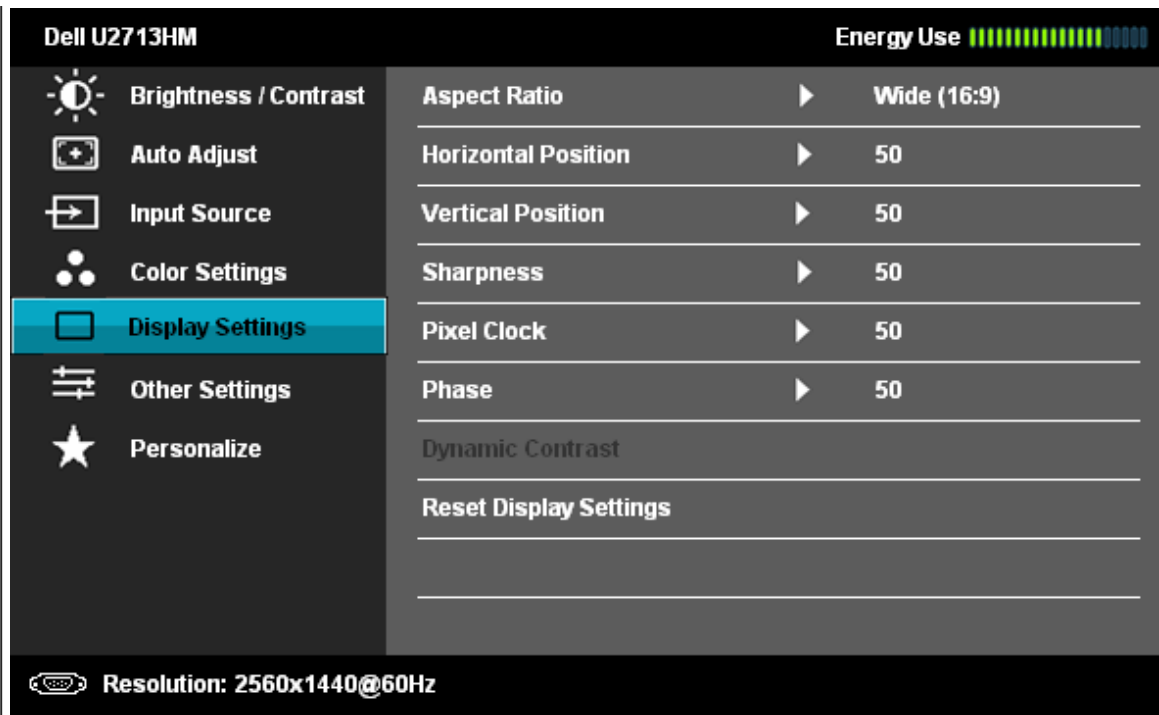 Dell U2713HM Energy Use
Brightness / Contrast Aspect Ratio Wide (16:9)
Auto Adjust Horizontal Position 50
Input Source Vertical Position 50
Color Settings Sharpness 50
Display Settings Pixel Clock 50
Other Settings Phase 50
Personalize Dynamic Contrast
Reset Display Settings
Resolution: 2560x1440@60Hz